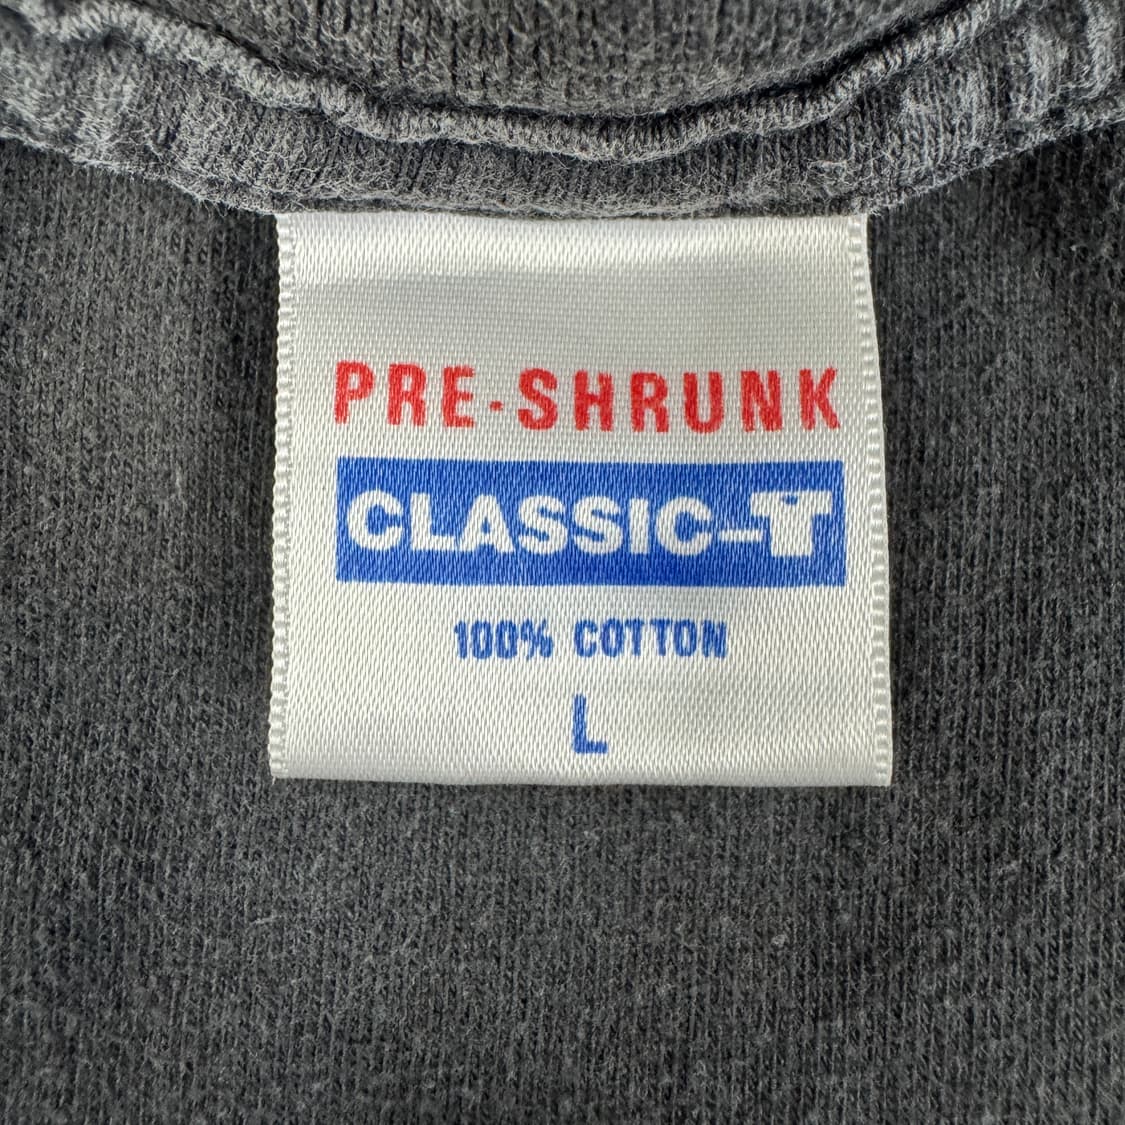 PRE-SHRUNK
CLASSIC-T
100% COTTON
L